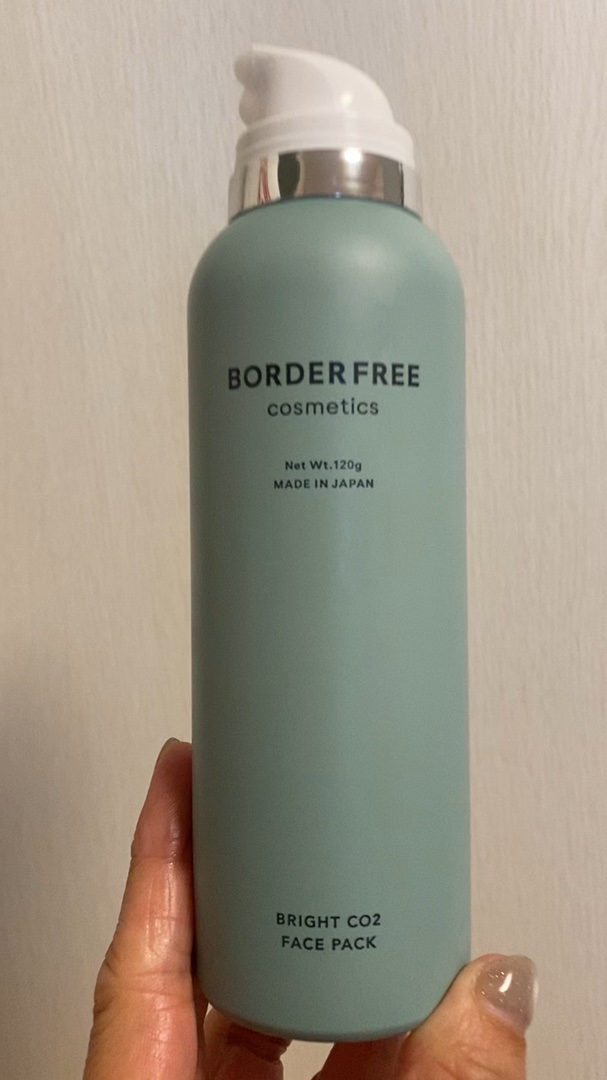 BORDERFREE
cosmetics
Net Wt.120g
MADE IN JAPAN
BRIGHT CO2
FACE PACK